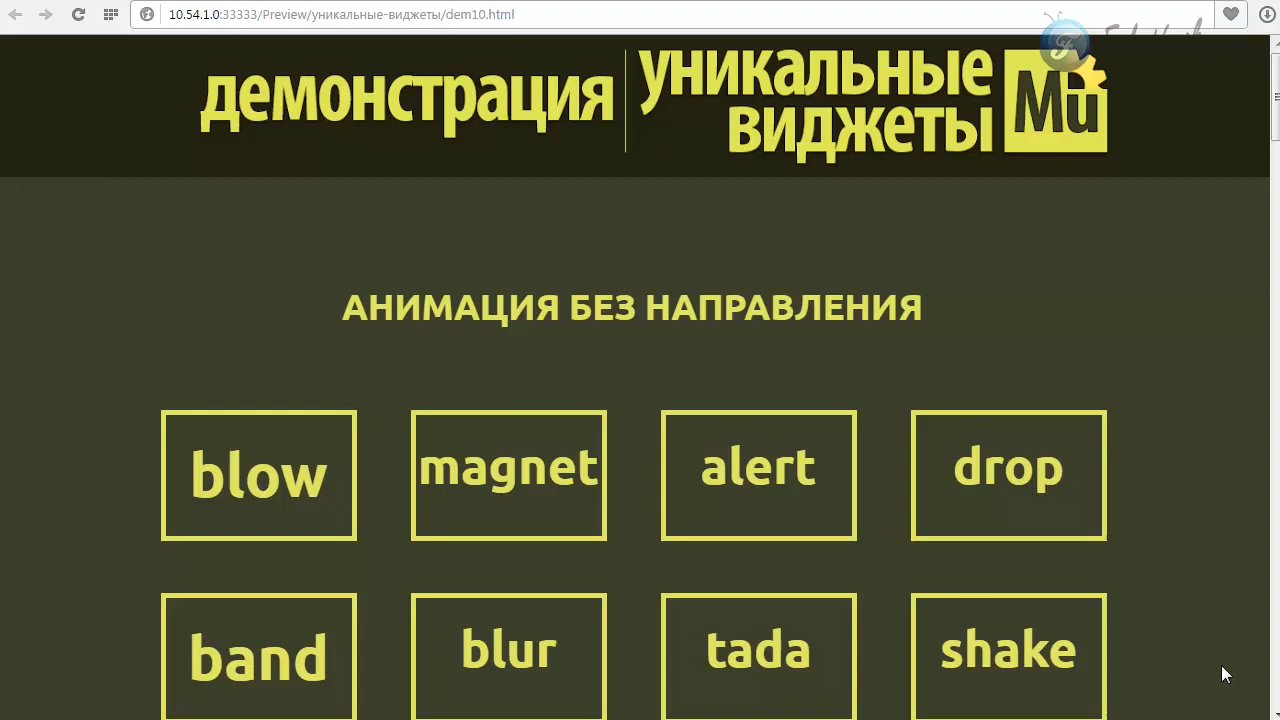 10.54.1.0:33333/Preview/уникальные-виджеты/dem10.html
демонстрация
уникальные
виджеты
Mu
АНИМАЦИЯ БЕЗ НАПРАВЛЕНИЯ
blow
magnet
alert
drop
band
blur
tada
shake